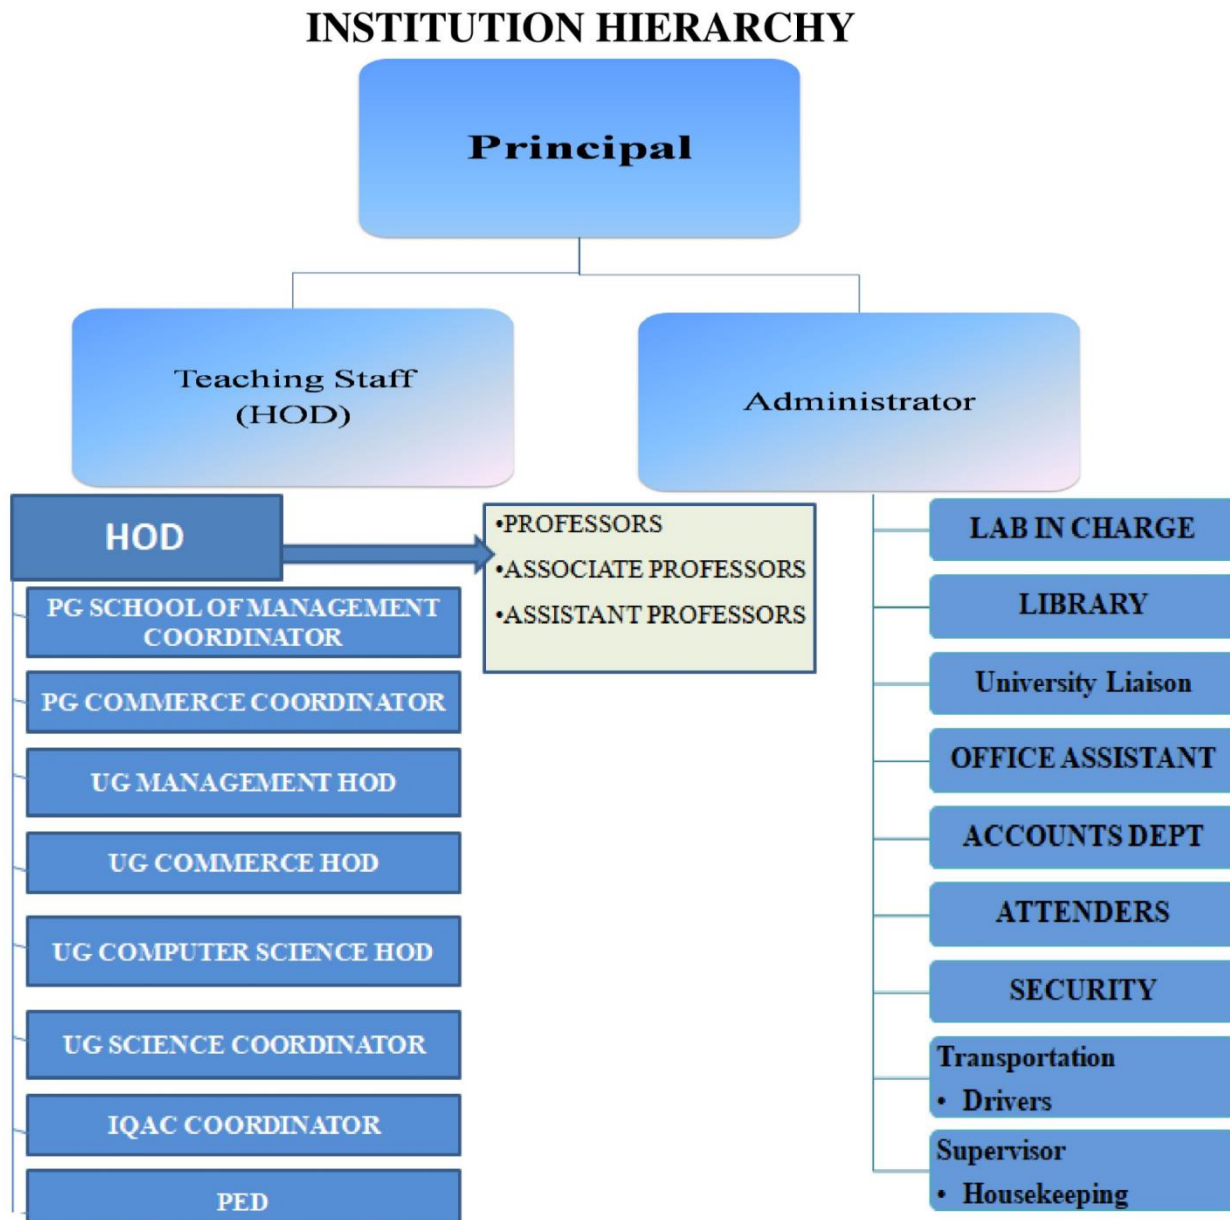 INSTITUTION HIERARCHY
Principal
Teaching Staff
(HOD)
Administrator
HOD
•PROFESSORS
•ASSOCIATE PROFESSORS
•ASSISTANT PROFESSORS
PG SCHOOL OF MANAGEMENT
COORDINATOR
PG COMMERCE COORDINATOR
UG MANAGEMENT HOD
UG COMMERCE HOD
UG COMPUTER SCIENCE HOD
UG SCIENCE COORDINATOR
IQAC COORDINATOR
PED
LAB IN CHARGE
LIBRARY
University Liaison
OFFICE ASSISTANT
ACCOUNTS DEPT
ATTENDERS
SECURITY
Transportation
• Drivers
Supervisor
• Housekeeping